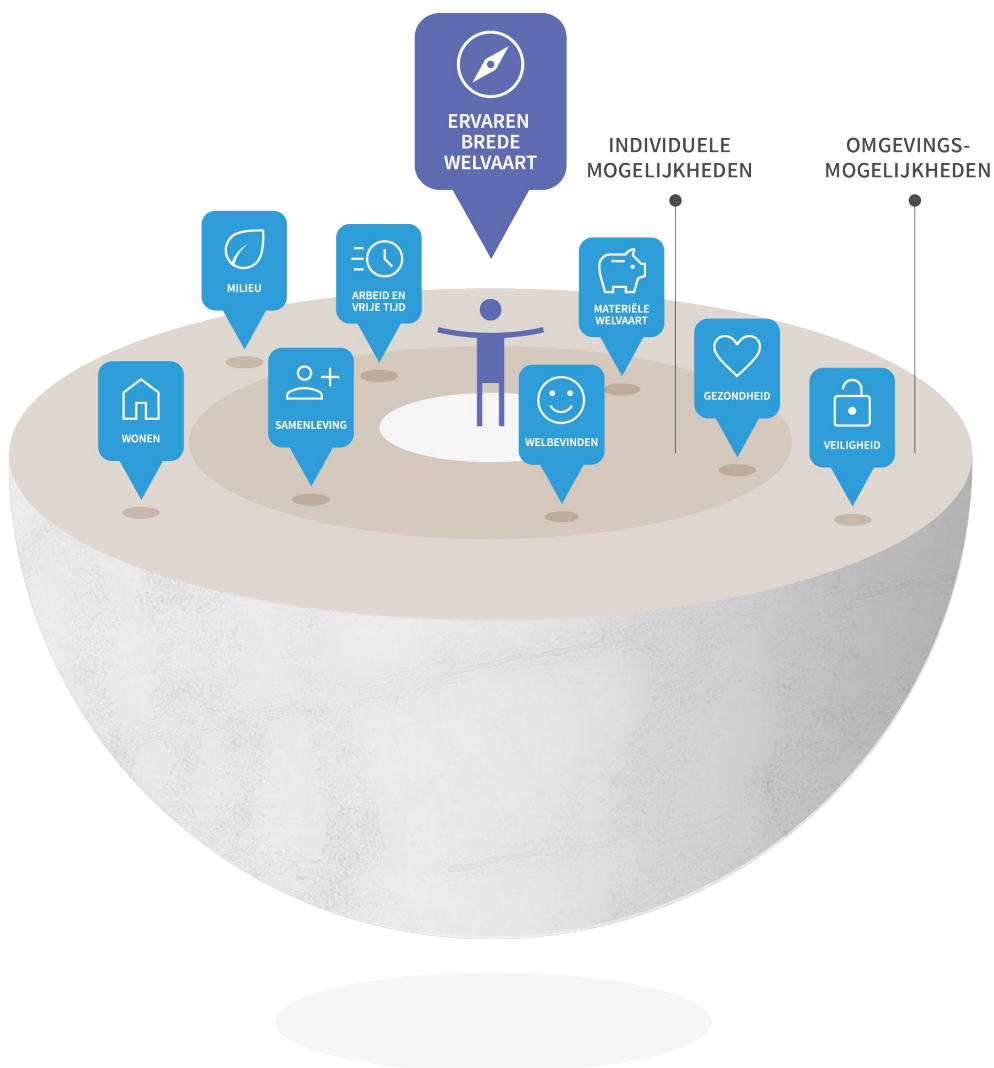 ERVAREN
BREDE
WELVAART
INDIVIDUELE
MOGELIJKHEDEN
OMGEVINGS-
MOGELIJKHEDEN
MILIEU
ARBEID EN
VRIJE TIJD
MATERIËLE
WELVAART
GEZONDHEID
WONEN
SAMENLEVING
WELBEVINDEN
VEILIGHEID